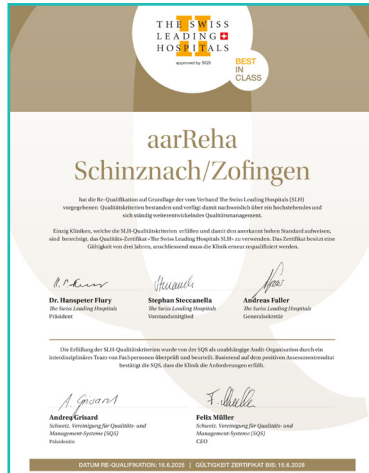 THE SWISS
LEADING
HOSPITALS
approved by SQS
BEST
IN
CLASS
aarReha
Schinznach/Zofingen
hat die Re-Qualifikation auf Grundlage der vom Verband The Swiss Leading Hospitals (SLH)
vorgegebenen Qualitätskriterien bestanden und verfügt damit nachweislich über ein hochstehendes und
sich ständig weiterentwickelndes Qualitätsmanagement.
Einzig Kliniken, welche die SLH-Qualitätskriterien erfüllen und damit den anerkannt hohen Standard aufweisen,
sind berechtigt, das Qualitäts-Zertifikat «The Swiss Leading Hospitals SLH» zu verwenden. Das Zertifikat besitzt eine
Gültigkeit von drei Jahren, anschliessend muss die Klinik erneut requalifiziert werden.
Dr. Hanspeter Flury
The Swiss Leading Hospitals
Präsident
Stephan Steccanella
The Swiss Leading Hospitals
Vorstandsmitglied
Andreas Faller
The Swiss Leading Hospitals
Generalsekretär
Die Erfüllung der SLH-Qualitätskriterien wurde von der SQS als unabhängige Audit-Organisation durch ein
interdisziplinäres Team von Fachpersonen überprüft und beurteilt. Basierend auf dem positiven Assessmentresultat
bestätigt die SQS, dass die Klinik die Anforderungen erfüllt.
A. Grisard
F. Müller
Andrea Grisard
Schweiz. Vereinigung für Qualitäts- und
Management-Systeme (SQS)
Präsidentin
Felix Müller
Schweiz. Vereinigung für Qualitäts- und
Management-Systeme (SQS)
CEO
DATUM RE-QUALIFIKATION: 16.6.2025 | GÜLTIGKEIT ZERTIFIKAT BIS: 15.6.2028